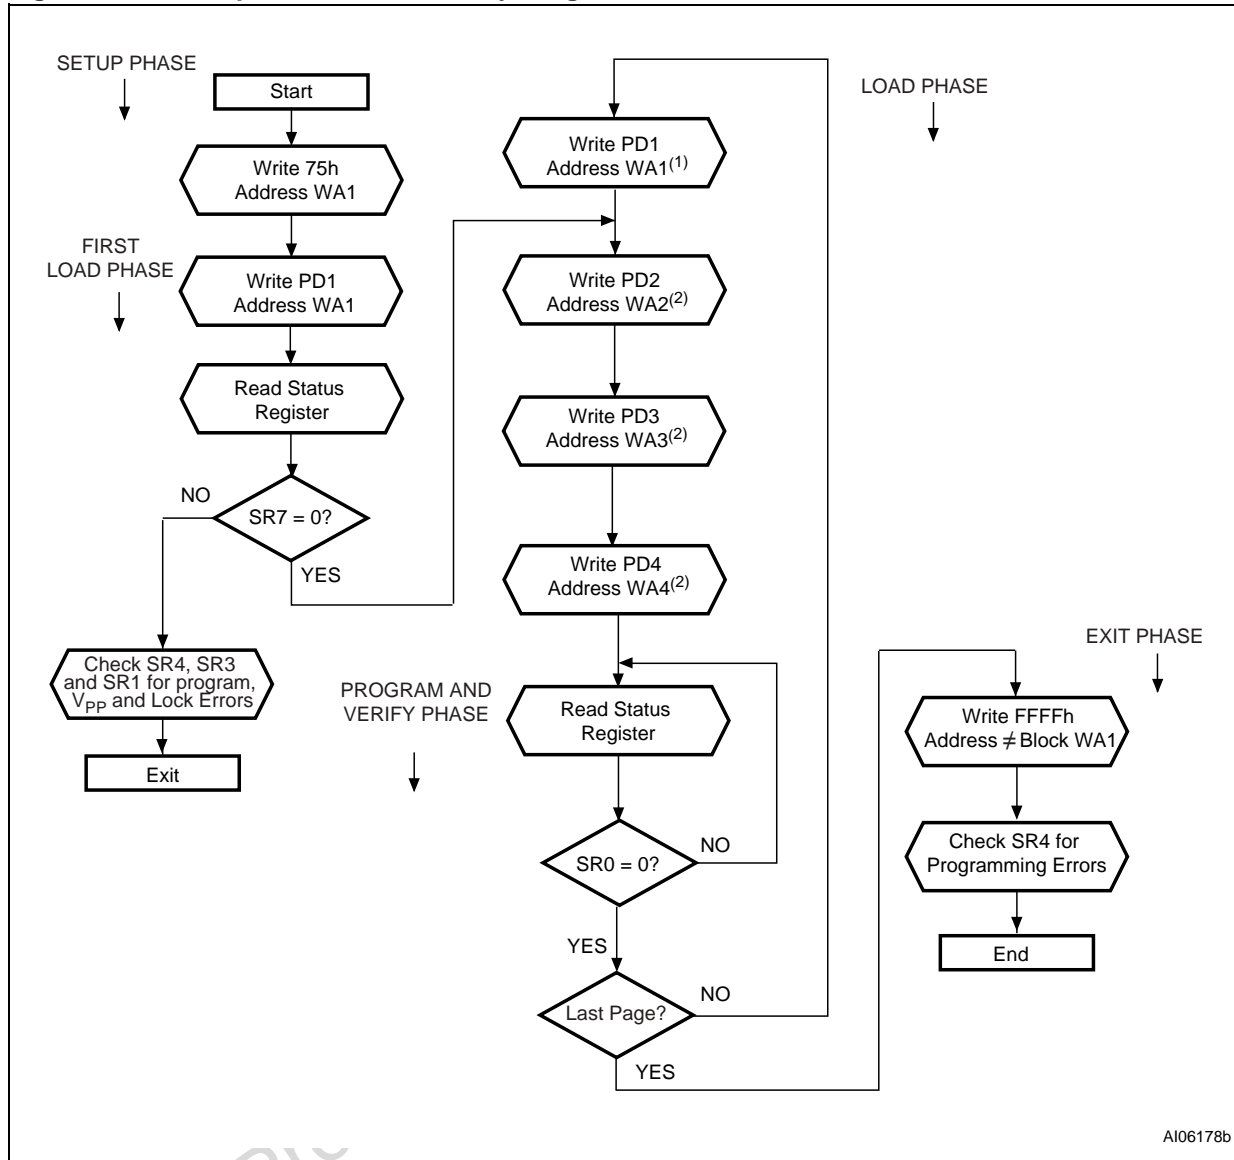 SETUP PHASE
Start
Write 75h
Address WA1
FIRST
LOAD PHASE
Write PD1
Address WA1
Read Status
Register
NO
SR7 = 0?
YES
Check SR4, SR3
and SR1 for program,
VPP and Lock Errors
Exit
LOAD PHASE
Write PD1
Address WA1(1)
Write PD2
Address WA2(2)
Write PD3
Address WA3(2)
Write PD4
Address WA4(2)
PROGRAM AND
VERIFY PHASE
Read Status
Register
NO
SR0 = 0?
YES
NO
Last Page?
YES
EXIT PHASE
Write FFFFh
Address ≠ Block WA1
Check SR4 for
Programming Errors
End
AI06178b